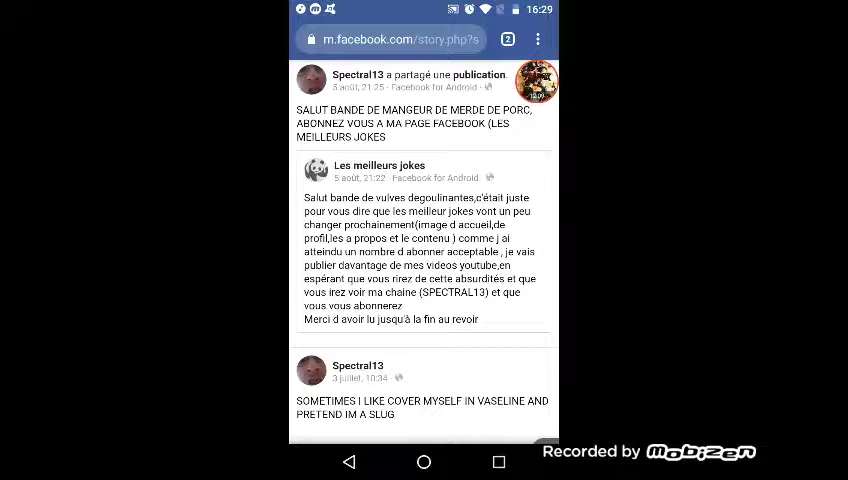 16:29
m.facebook.com/story.php?s
2
Spectral13 a partagé une publication.
5 août, 21:25 · Facebook for Android ·
SALUT BANDE DE MANGEUR DE MERDE DE PORC,
ABONNEZ VOUS A MA PAGE FACEBOOK (LES
MEILLEURS JOKES
Les meilleurs jokes
5 août, 21:22 · Facebook for Android ·
Salut bande de vulves degoulinantes,c'était juste
pour vous dire que les meilleur jokes vont un peu
changer prochainement(image d accueil,de
profil,les a propos et le contenu ) comme j ai
atteindu un nombre d abonner acceptable , je vais
publier davantage de mes videos youtube,en
espérant que vous rirez de cette absurdités et que
vous irez voir ma chaine (SPECTRAL13) et que
vous vous abonnerez
Merci d avoir lu jusqu'à la fin au revoir
Spectral13
3 juillet, 10:34 ·
SOMETIMES I LIKE COVER MYSELF IN VASELINE AND
PRETEND IM A SLUG
Recorded by MOBIZEN